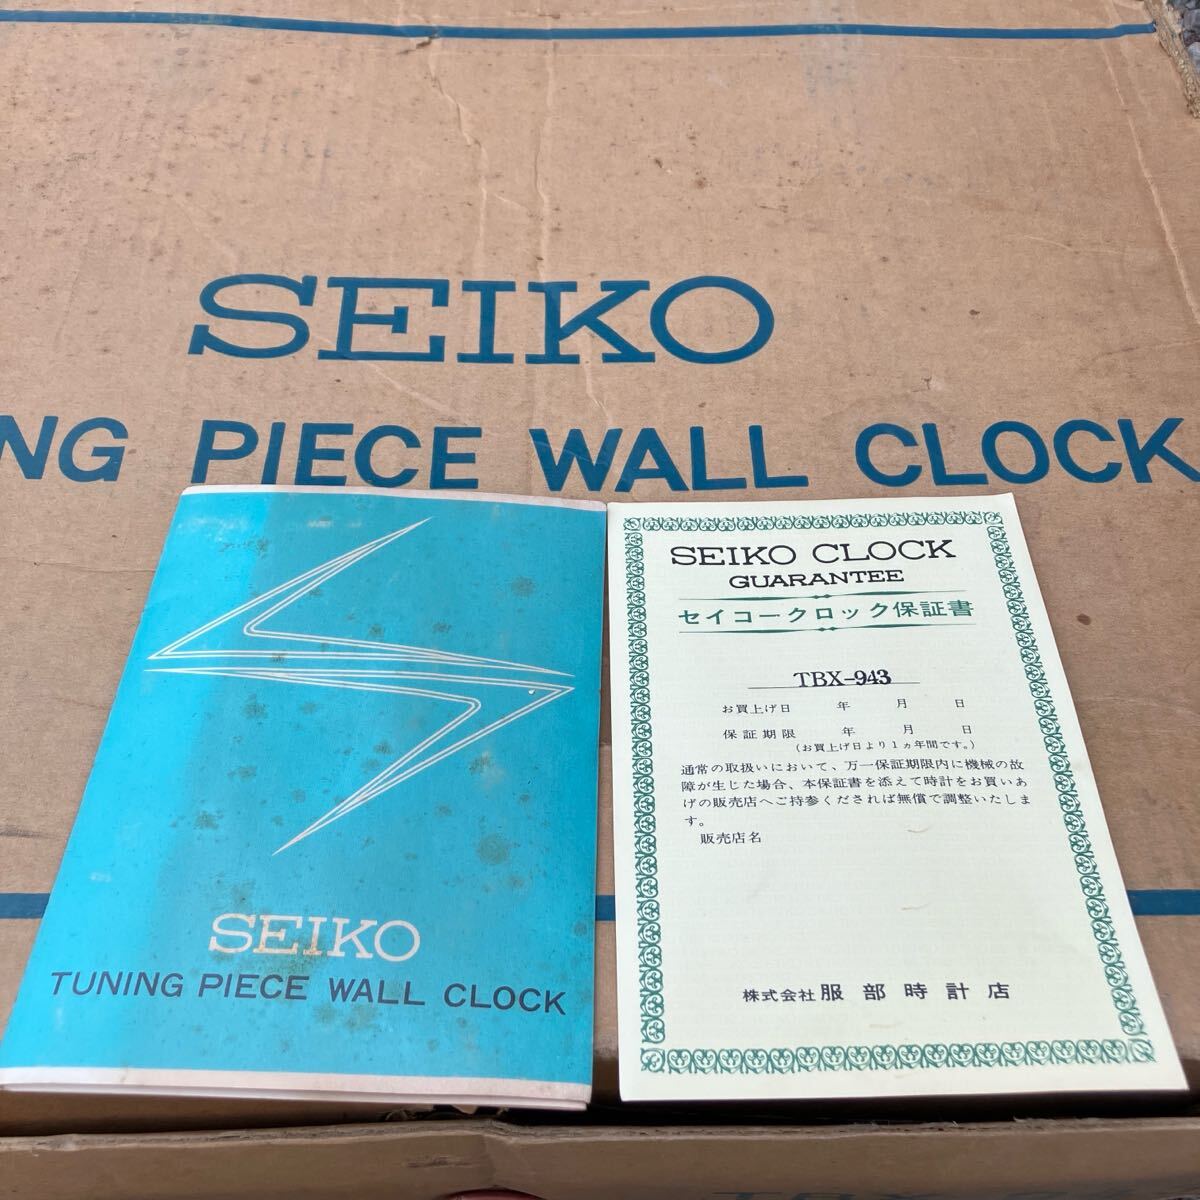 SEIKO
NG PIECE WALL CLOCK
SEIKO
TUNING PIECE WALL CLOCK
SEIKO CLOCK
GUARANTEE
セイコークロック保証書
TBX-943
お買上げ日 年 月 日
保証期限 年 月 日
(お買上げ日より1ヵ年間です。)
通常の取扱いにおいて、万一保証期限内に機械の故
障が生じた場合、本保証書を添えて時計をお買いあ
げの販売店へご持参くだされば無償で調整いたしま
す。
販売店名
株式会社 服部時計店